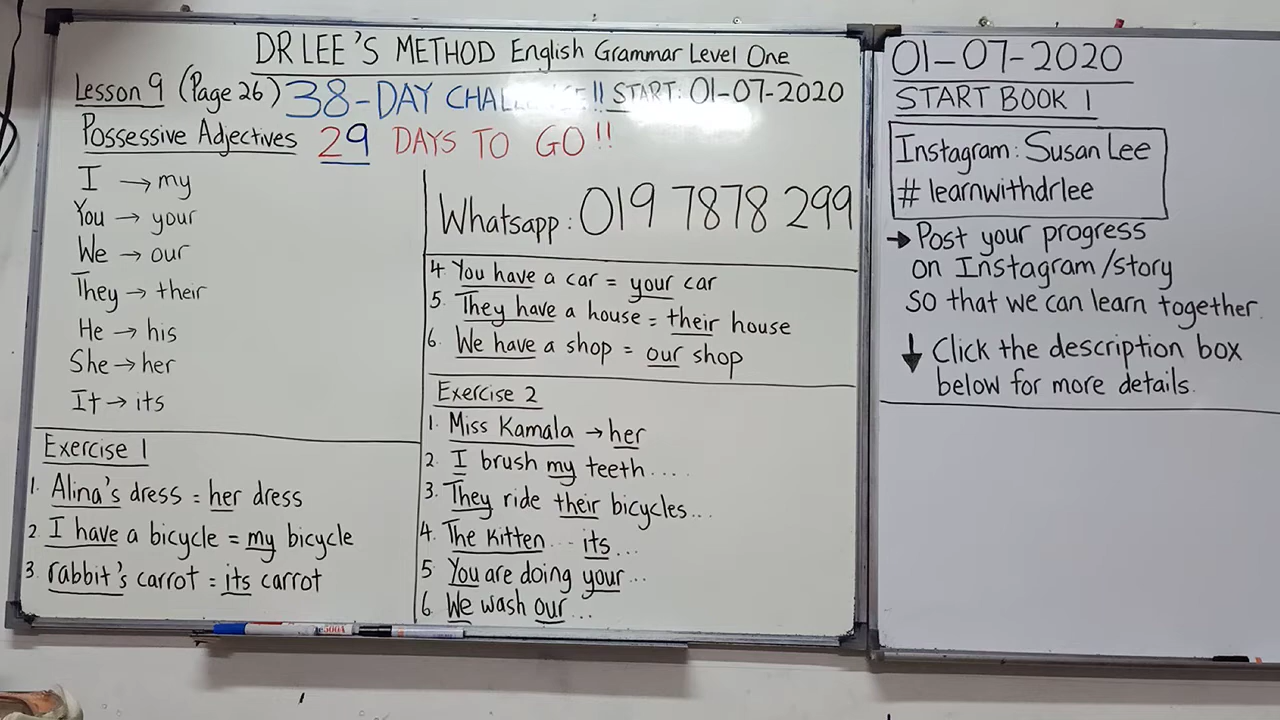 DR LEE'S METHOD English Grammar Level One
Lesson 9 (Page 26) 38-DAY CHALLENGE!! START: 01-07-2020
Possessive Adjectives 29 DAYS TO GO!!
I → my
You → your
We → our
They → their
He → his
She → her
It → its
Exercise 1
1. Alina's dress = her dress
2 I have a bicycle = my bicycle
3. rabbit's carrot = its carrot
Whatsapp: 019 7878 299
4. You have a car = your car
5. They have a house = their house
6. We have a shop = our shop
Exercise 2
1. Miss Kamala → her
2. I brush my teeth....
3. They ride their bicycles...
4. The kitten... its...
5 You are doing your...
6. We wash our...
01-07-2020
START BOOK 1
Instagram: Susan Lee
# learnwithdrlee
→ Post your progress
on Instagram/story
so that we can learn together.
↓ Click the description box
below for more details.